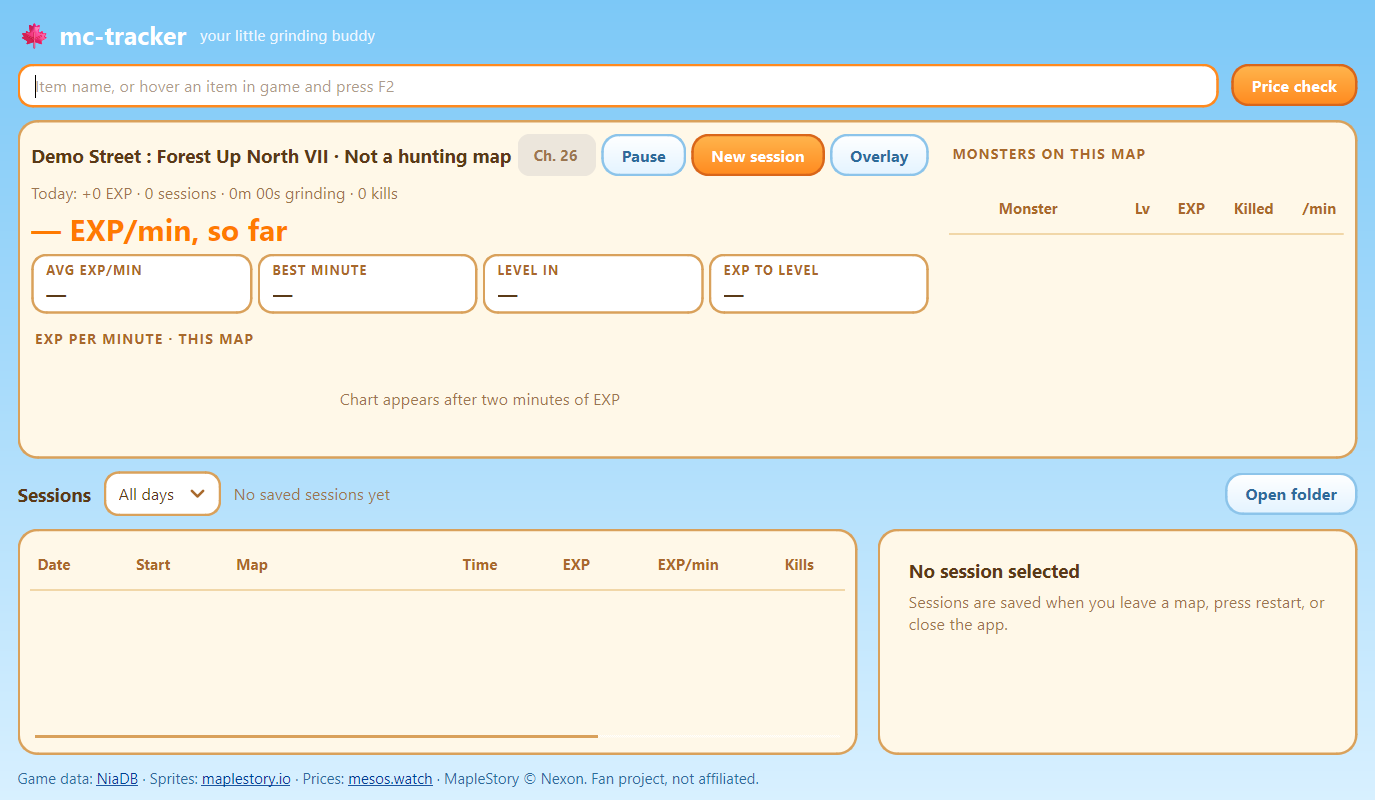 mc-tracker your little grinding buddy
Item name, or hover an item in game and press F2
Price check
Demo Street : Forest Up North VII · Not a hunting map
Ch. 26
Pause
New session
Overlay
Today: +0 EXP · 0 sessions · 0m 00s grinding · 0 kills
— EXP/min, so far
AVG EXP/MIN
—
BEST MINUTE
—
LEVEL IN
—
EXP TO LEVEL
—
EXP PER MINUTE · THIS MAP
Chart appears after two minutes of EXP
MONSTERS ON THIS MAP
Monster Lv EXP Killed /min
Sessions
All days
No saved sessions yet
Open folder
Date Start Map Time EXP EXP/min Kills
No session selected
Sessions are saved when you leave a map, press restart, or
close the app.
Game data: NiaDB · Sprites: maplestory.io · Prices: mesos.watch · MapleStory © Nexon. Fan project, not affiliated.